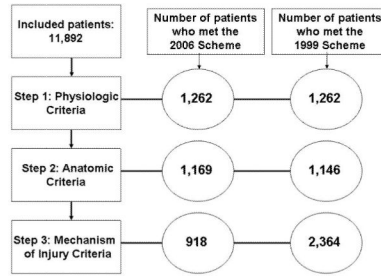 Included patients:
11,892
Number of patients
who met the
2006 Scheme
Number of patients
who met the
1999 Scheme
Step 1: Physiologic
Criteria
1,262
1,262
Step 2: Anatomic
Criteria
1,169
1,146
Step 3: Mechanism
of Injury Criteria
918
2,364